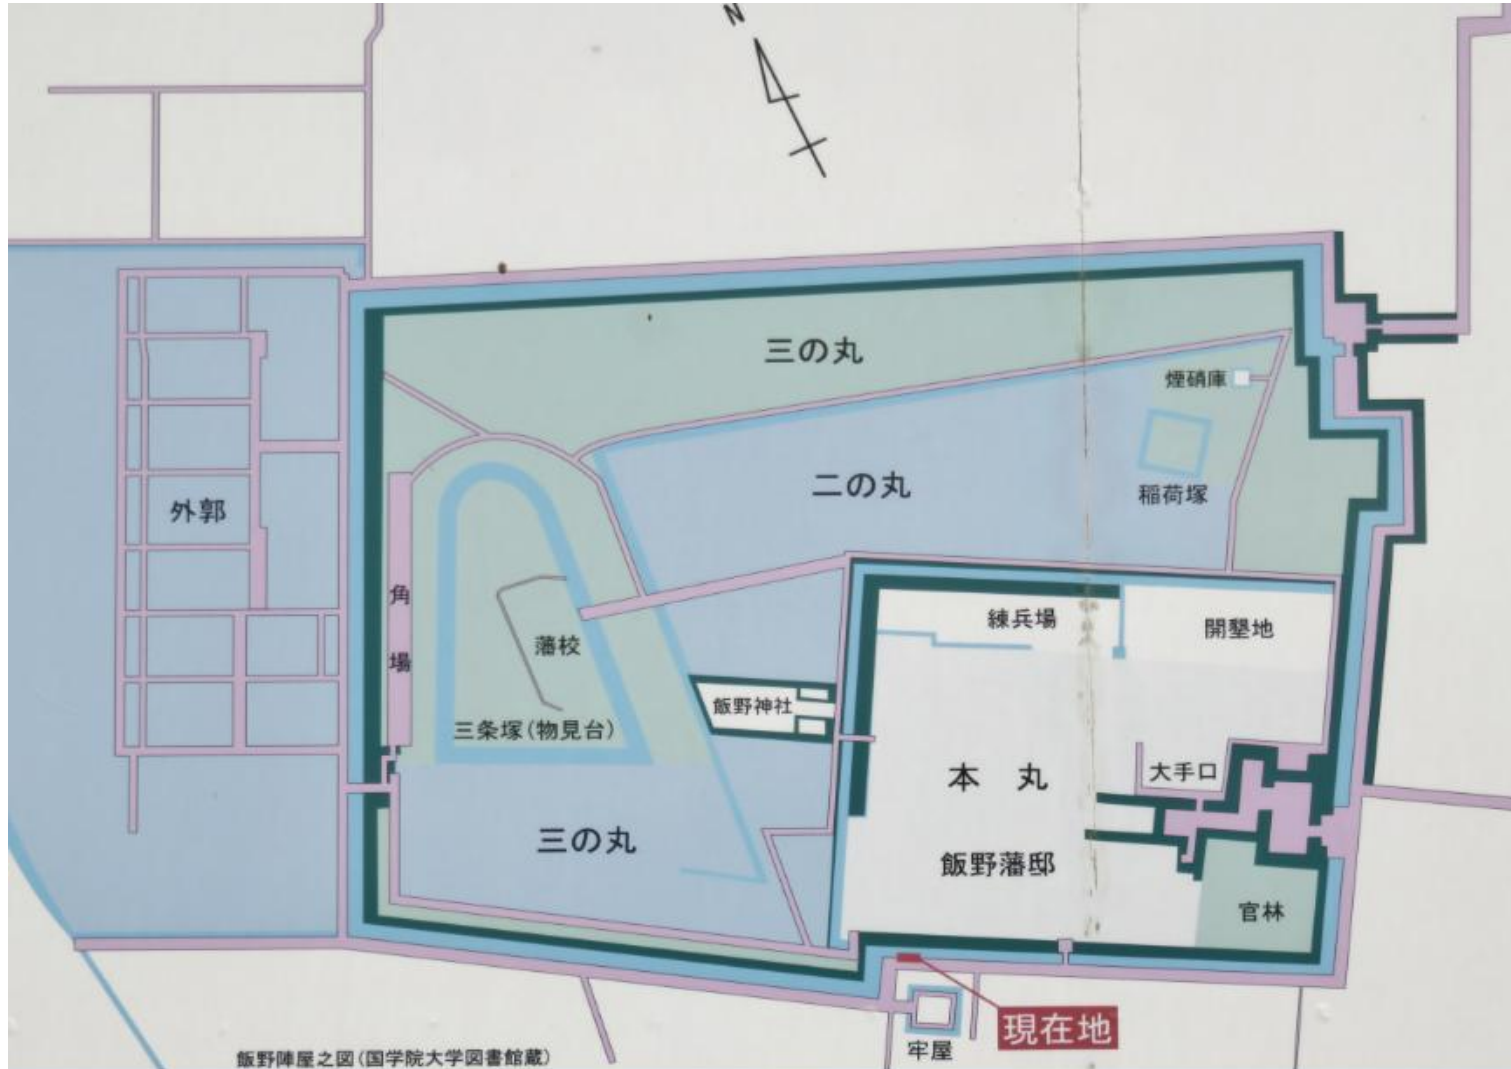 N
三の丸
煙硝庫
二の丸
稲荷塚
外郭
角場
練兵場
開墾地
藩校
飯野神社
三条塚(物見台)
本丸
大手口
三の丸
飯野藩邸
官林
現在地
牢屋
飯野陣屋之図(国学院大学図書館蔵)